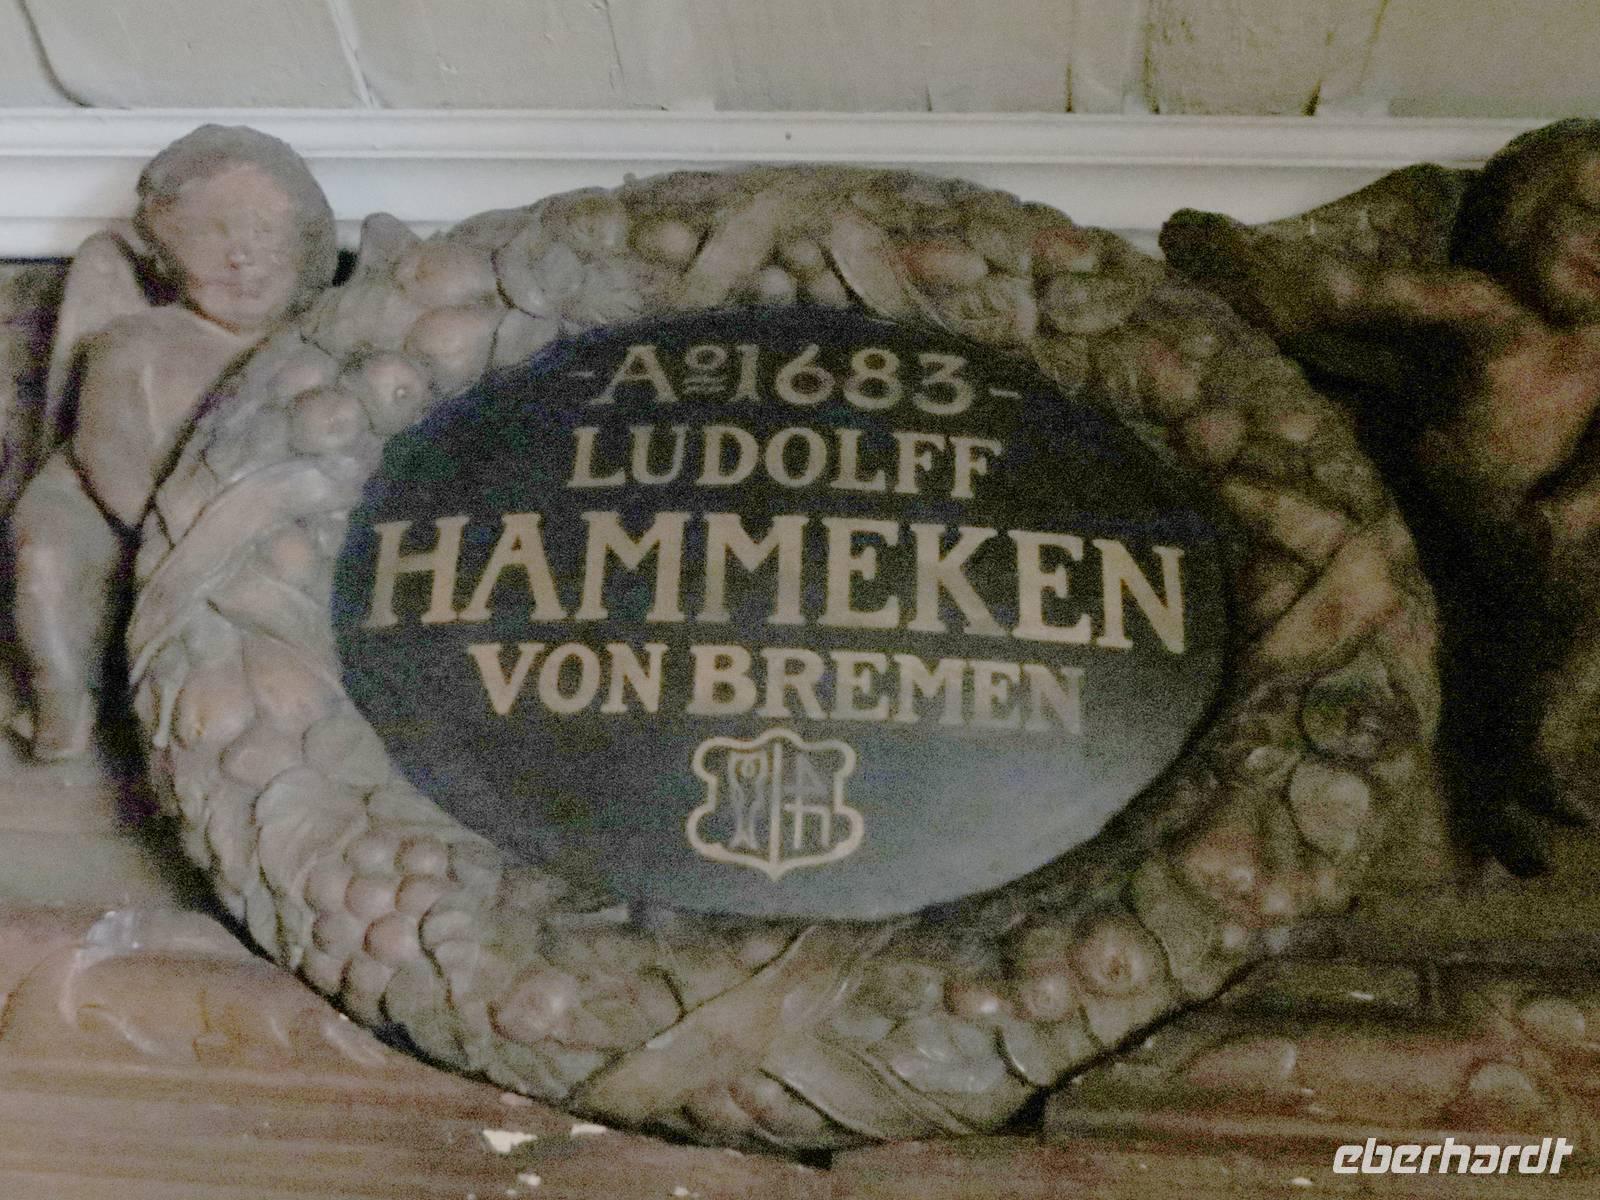 -Aº1683-
LUDOLFF
HAMMEKEN
VON BREMEN
eberhardt